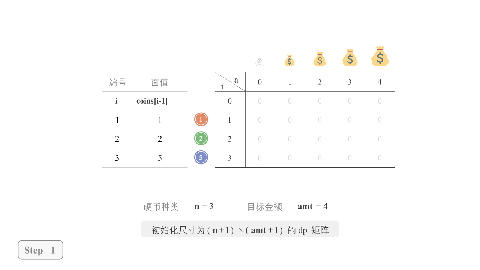 编号 面值 i a 0 1 2 3 4
i coins[i-1] 0 0 0 0 0 0
1 1 1 1 0 0 0 0 0
2 2 2 2 0 0 0 0 0
3 5 5 3 0 0 0 0 0
硬币种类 n = 3 目标金额 amt = 4
初始化尺寸为 (n+1) × (amt+1) 的 dp 矩阵
Step 1